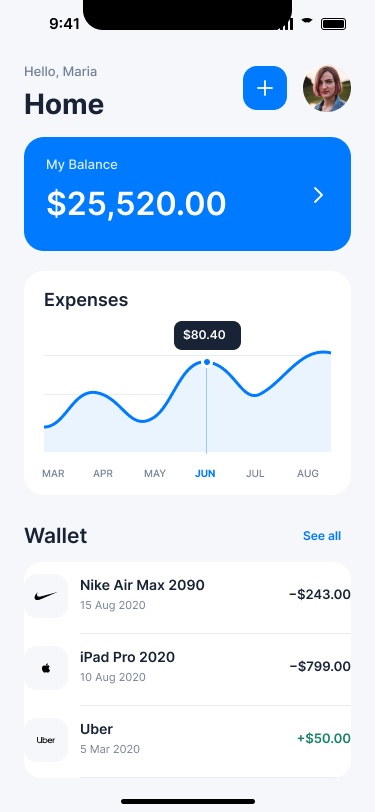 9:41
Hello, Maria
Home
My Balance
$25,520.00
Expenses
$80.40
MAR APR MAY JUN JUL AUG
Wallet
See all
Nike Air Max 2090
−$243.00
15 Aug 2020
iPad Pro 2020
−$799.00
10 Aug 2020
Uber
Uber
+$50.00
5 Mar 2020